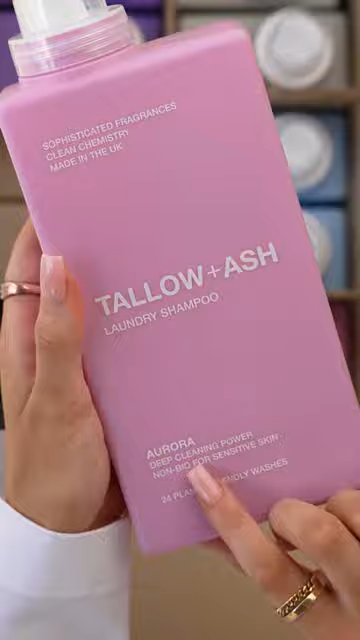 SOPHISTICATED FRAGRANCES
CLEAN CHEMISTRY
MADE IN THE UK
TALLOW+ASH
LAUNDRY SHAMPOO
AURORA
DEEP CLEANING POWER
NON-BIO FOR SENSITIVE SKIN
24 WASHES